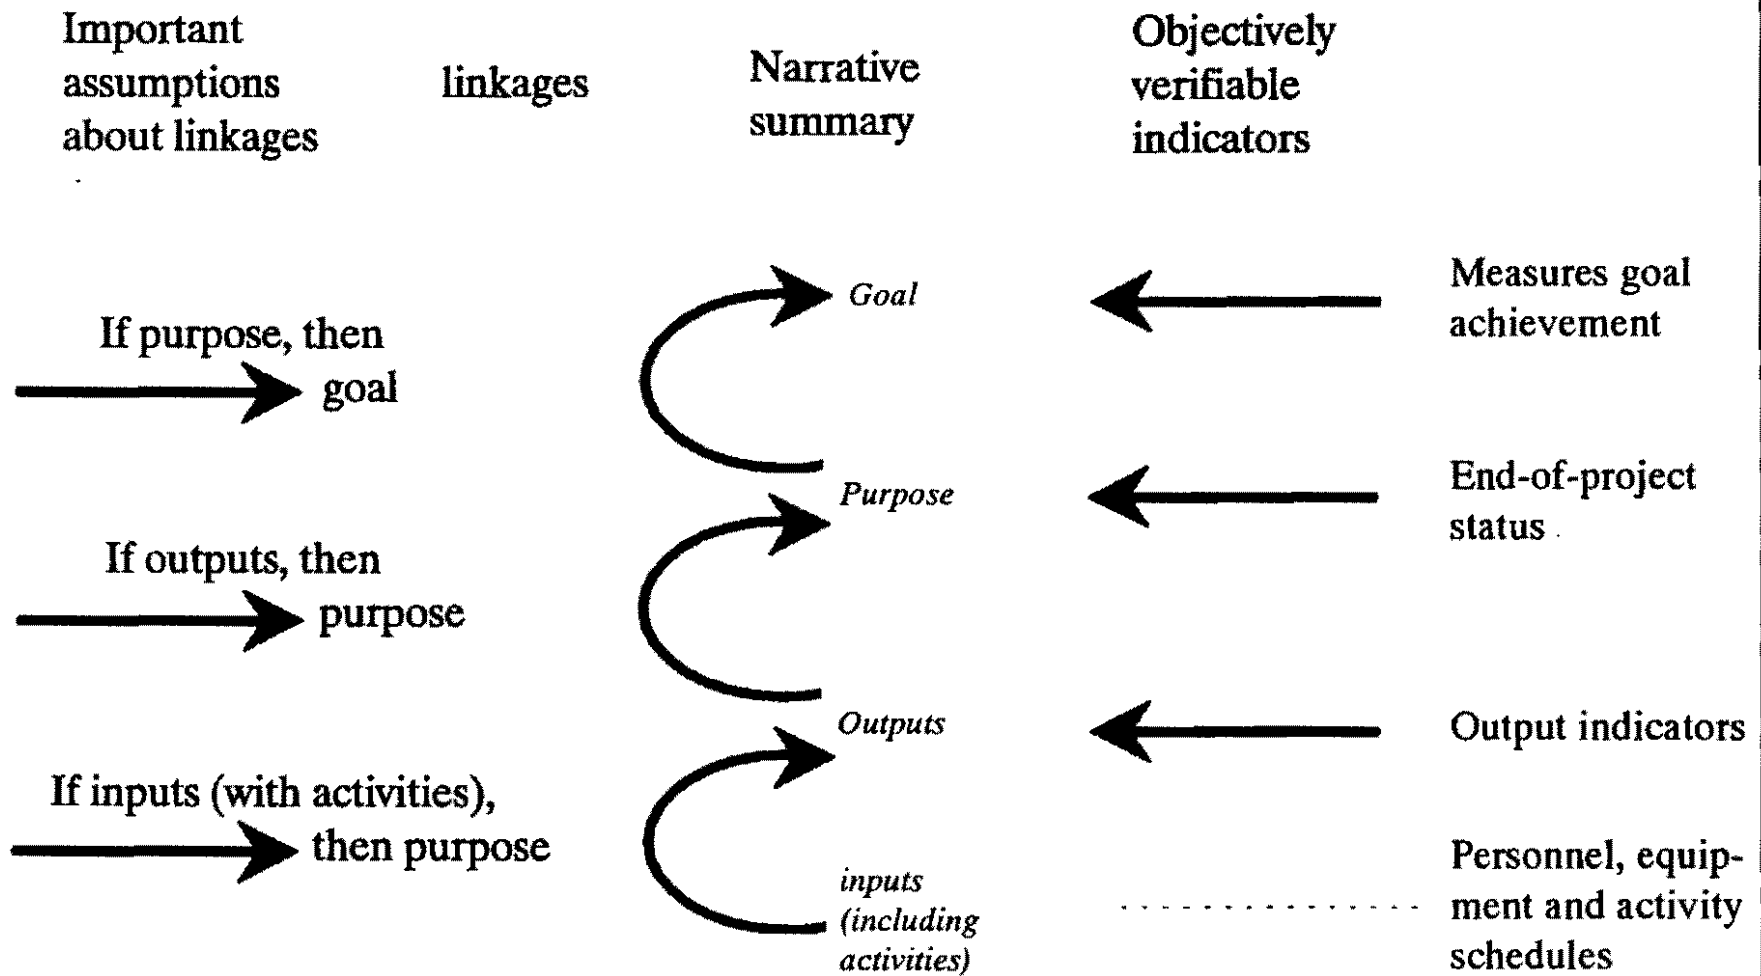 Important
assumptions
about linkages
linkages
Narrative
summary
Objectively
verifiable
indicators
If purpose, then
goal
Goal
Measures goal
achievement
Purpose
End-of-project
status
If outputs, then
purpose
Outputs
Output indicators
If inputs (with activities),
then purpose
inputs
(including
activities)
Personnel, equip-
ment and activity
schedules